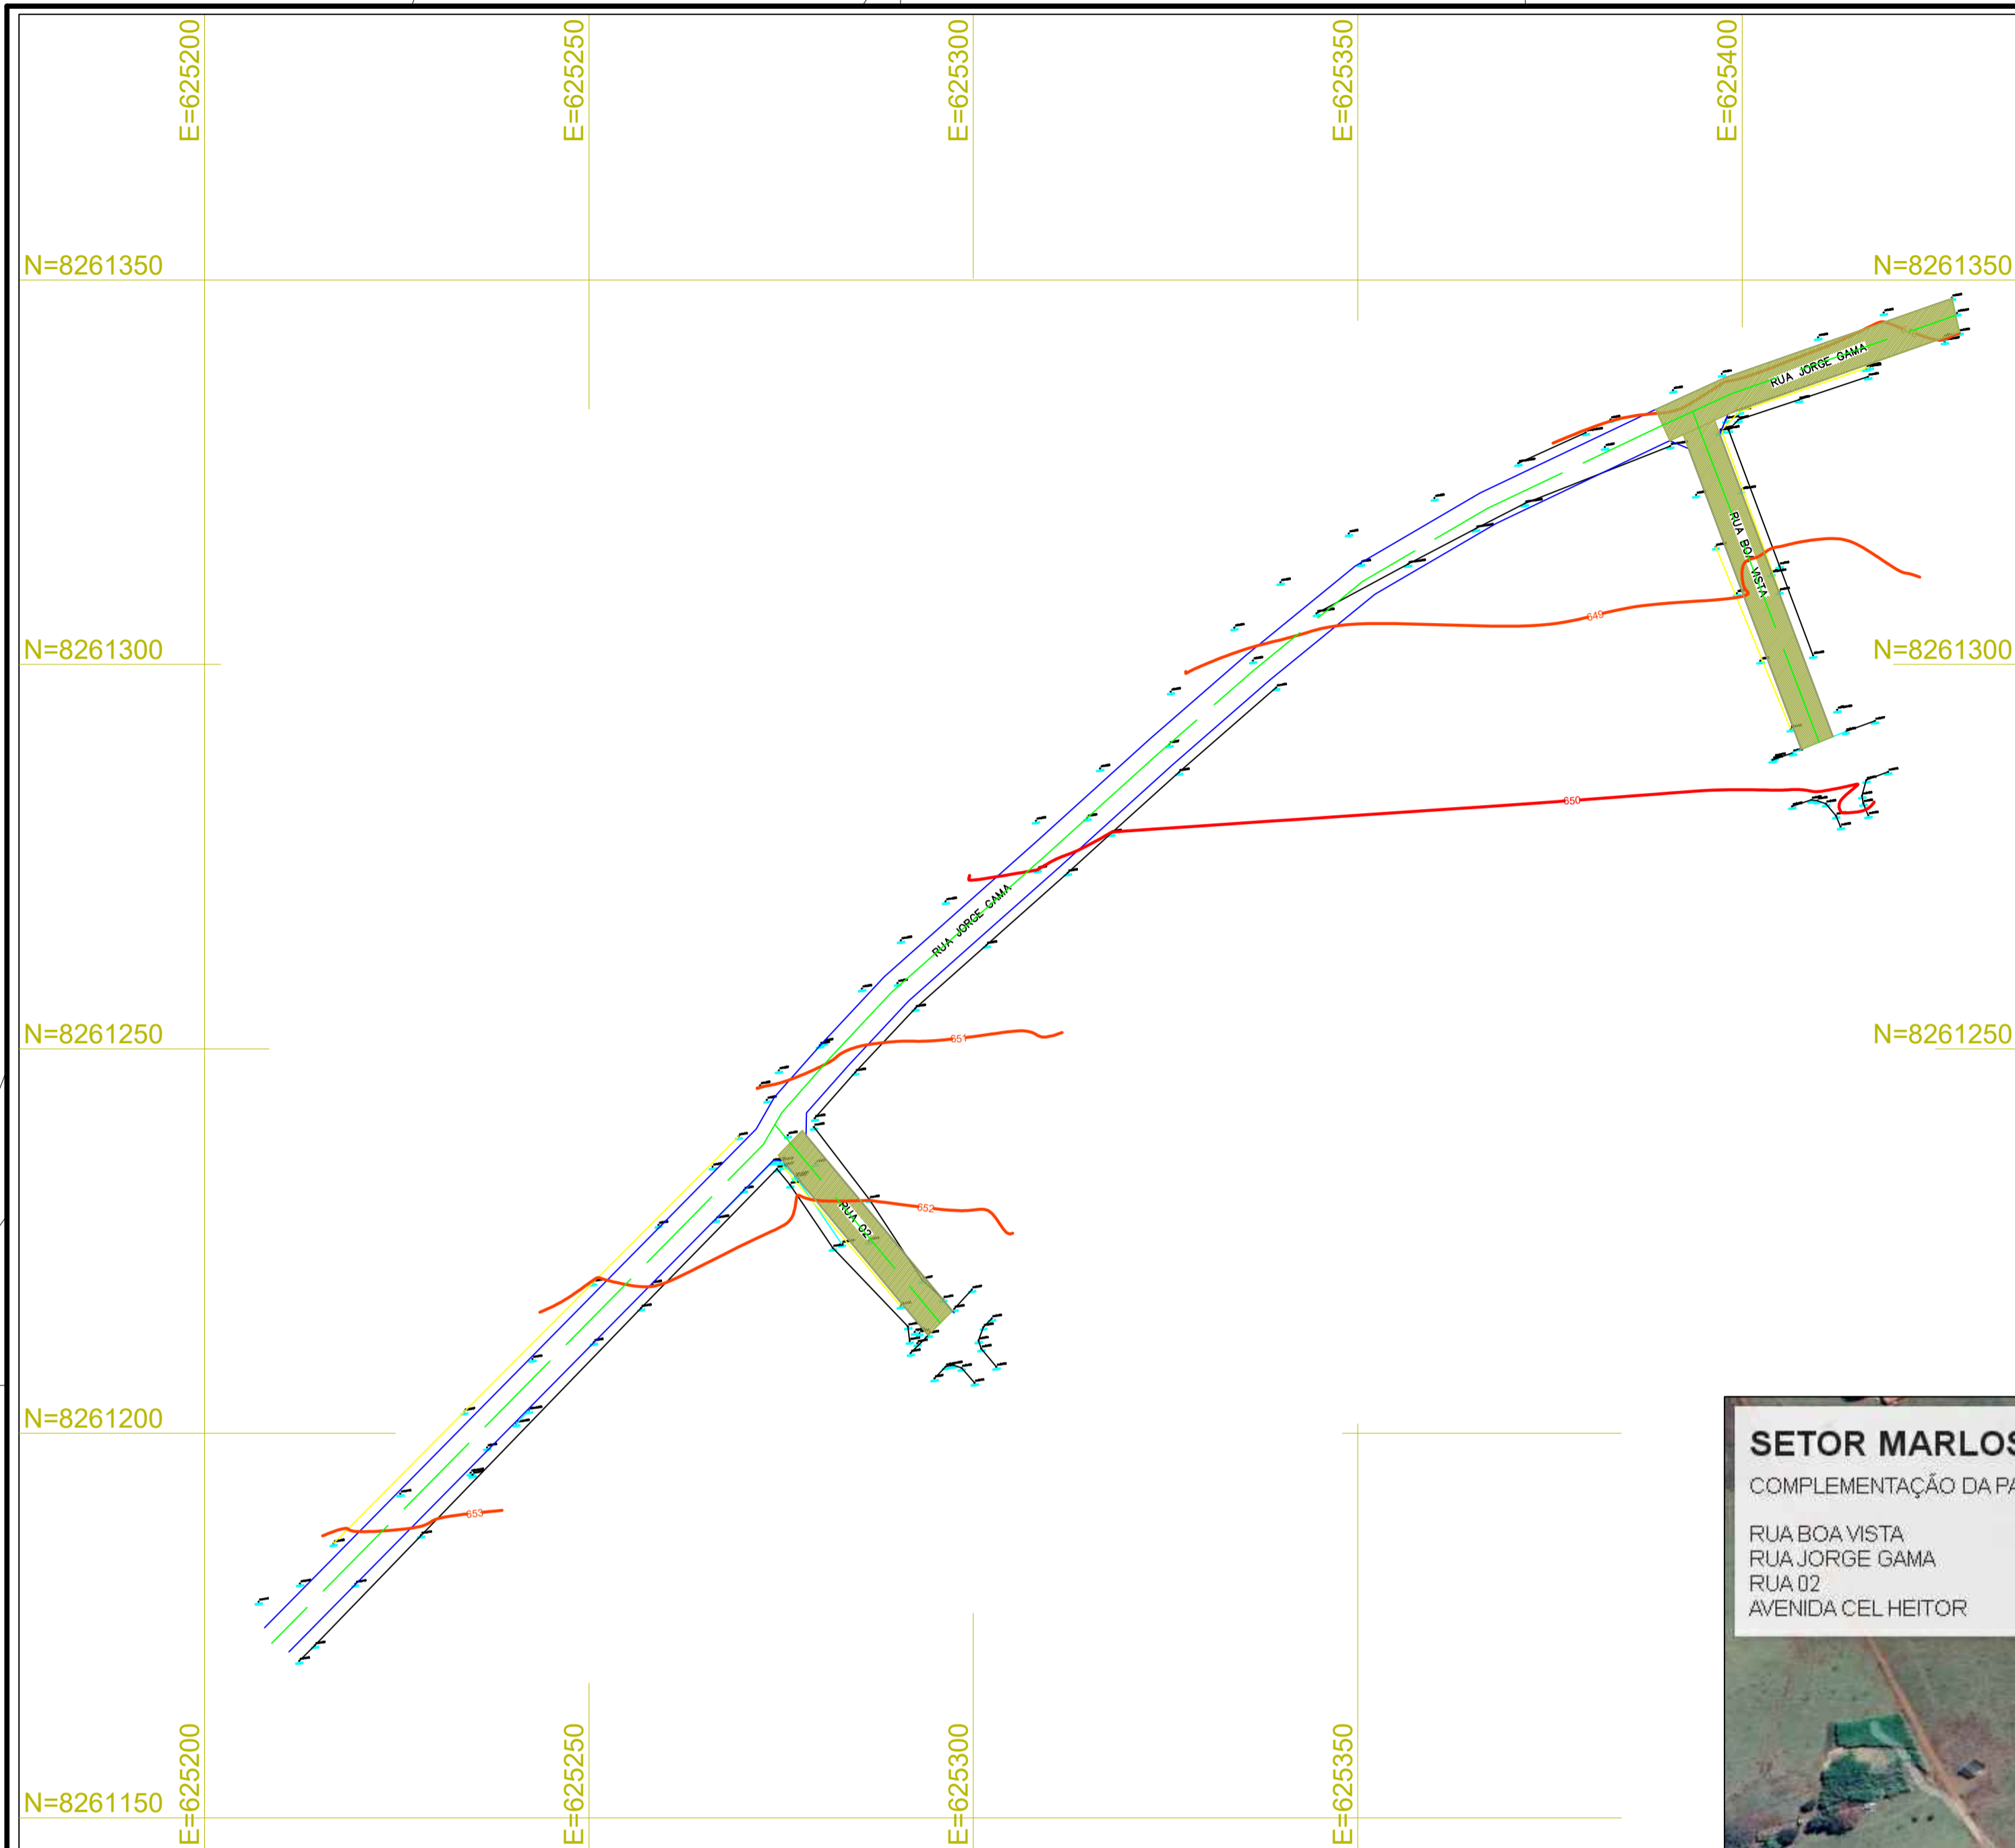 E=625200
E=625250
E=625300
E=625350
E=625400
N=8261350
N=8261350
RUA JORGE GAMA
RUA BOA VISTA
649
N=8261300
N=8261300
650
RUA JORGE GAMA
N=8261250
N=8261250
651
652
RUA 02
N=8261200
653
SETOR MARLOS
COMPLEMENTAÇÃO DA PA
RUA BOA VISTA
RUA JORGE GAMA
RUA 02
AVENIDA CEL HEITOR
N=8261150
E=625200
E=625250
E=625300
E=625350